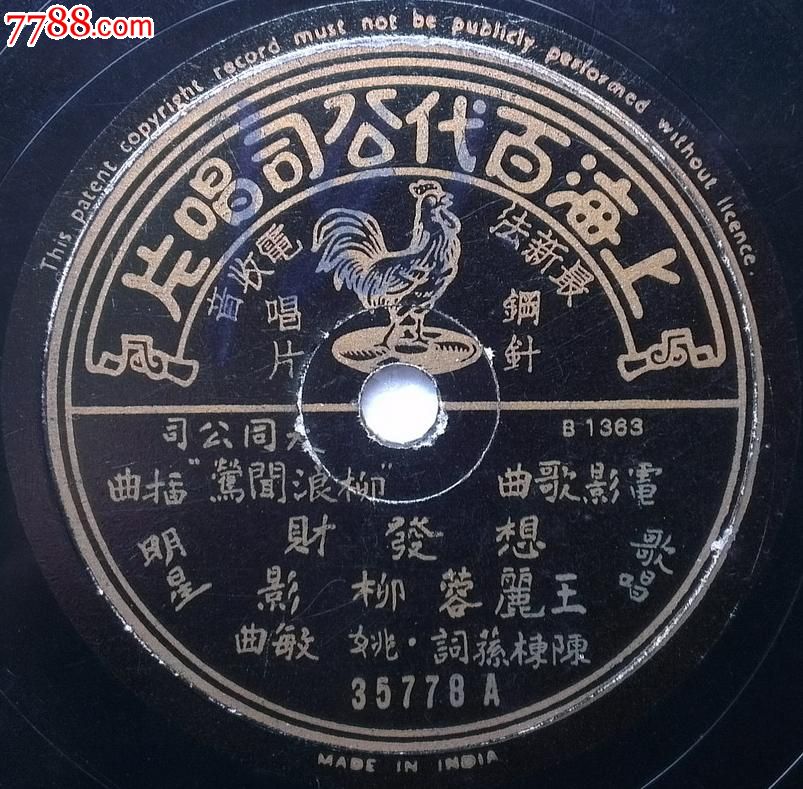 7788.com
This patent copyright record must not be publicly performed without licence.
上海百代公司唱片
最新法
鋼針
電收音
唱片
B 1363
大同公司
電影歌曲 "柳浪聞鶯" 插曲
想發財
歌唱
明星
王麗蓉 柳影
陳棟蓀詞·姚敏曲
35778 A
MADE IN INDIA